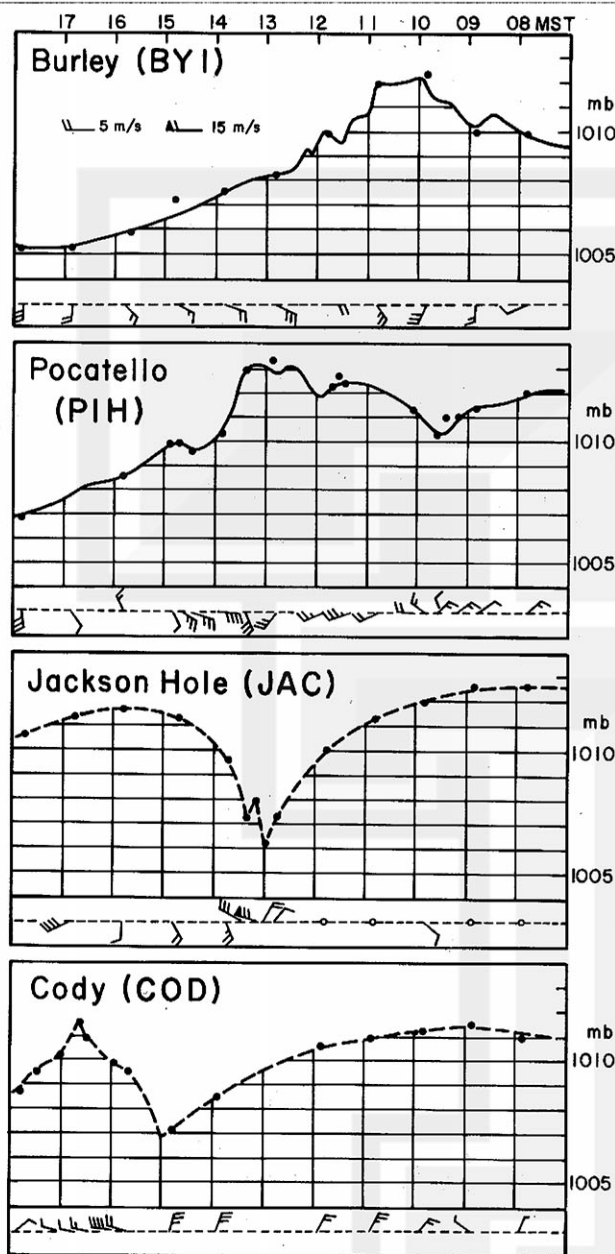 17 16 15 14 13 12 11 10 09 08 MST
Burley (BYI)
5 m/s 15 m/s
mb
1010
1005
Pocatello
(PIH)
mb
1010
1005
Jackson Hole (JAC)
mb
1010
1005
Cody (COD)
mb
1010
1005